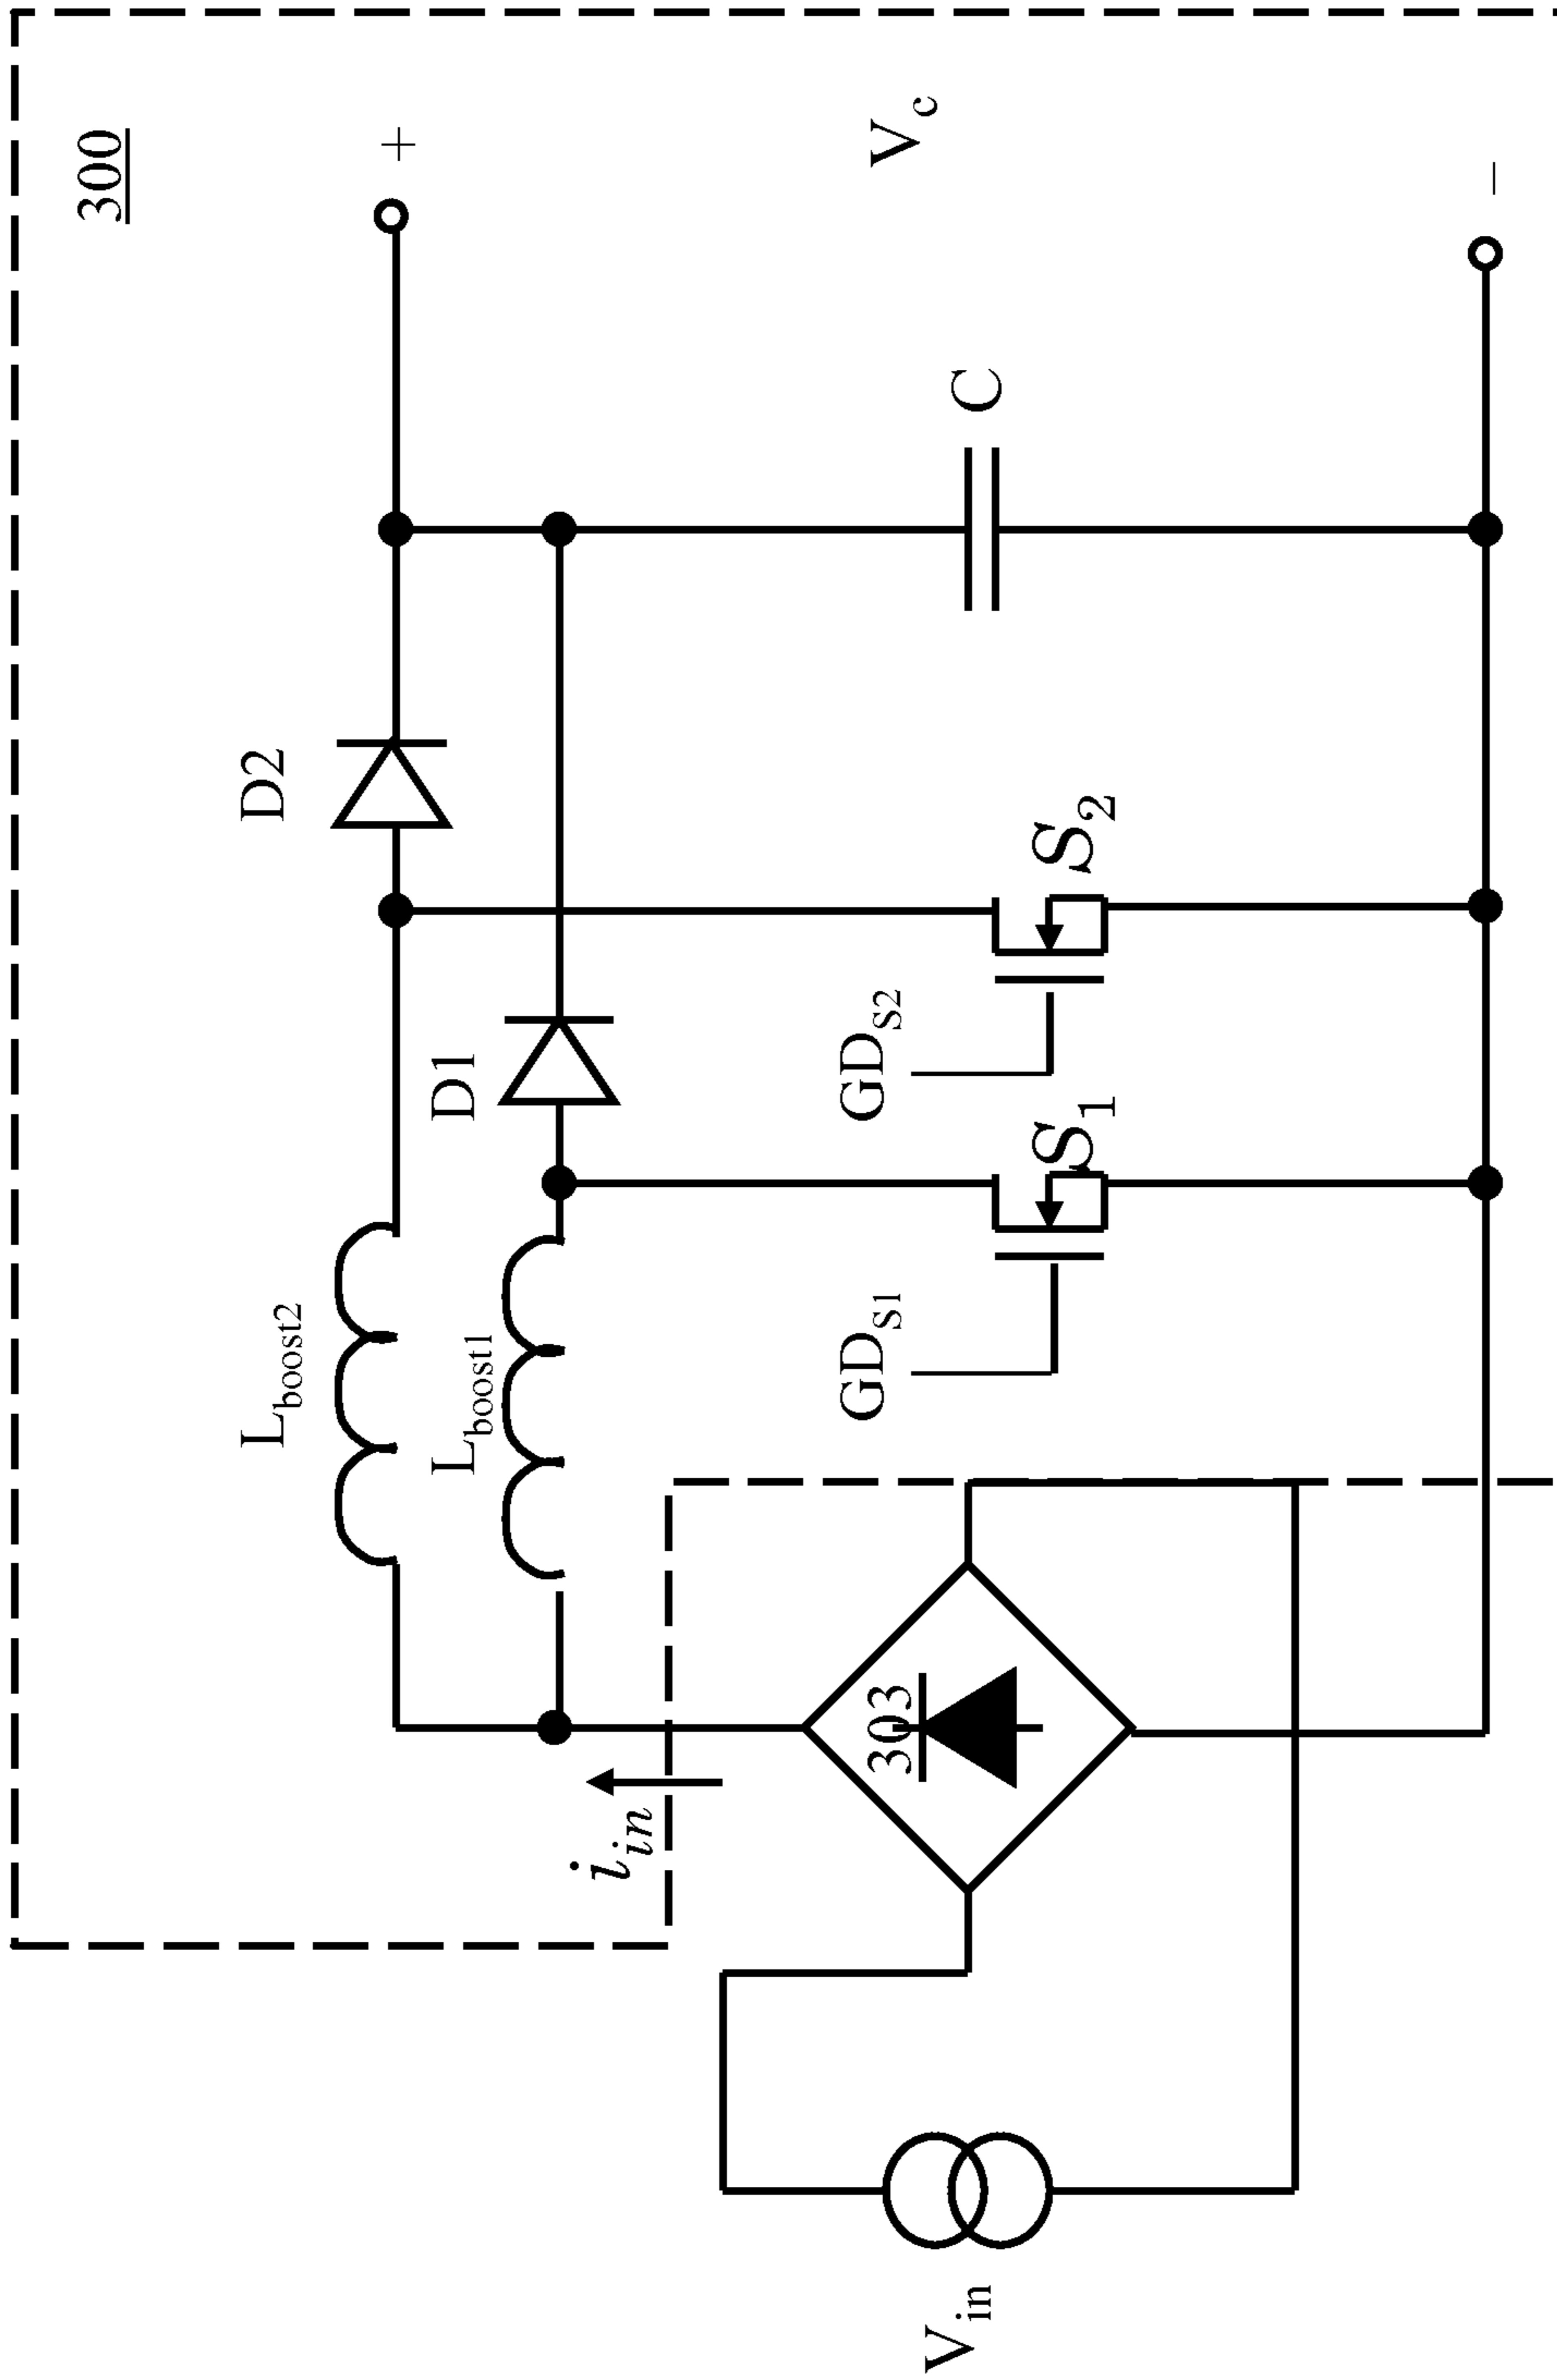 300
+
D2
L_boost2
D1
L_boost1
V_c
C
i_in
GD_S1
GD_S2
303
S_1
S_2
V_in
−